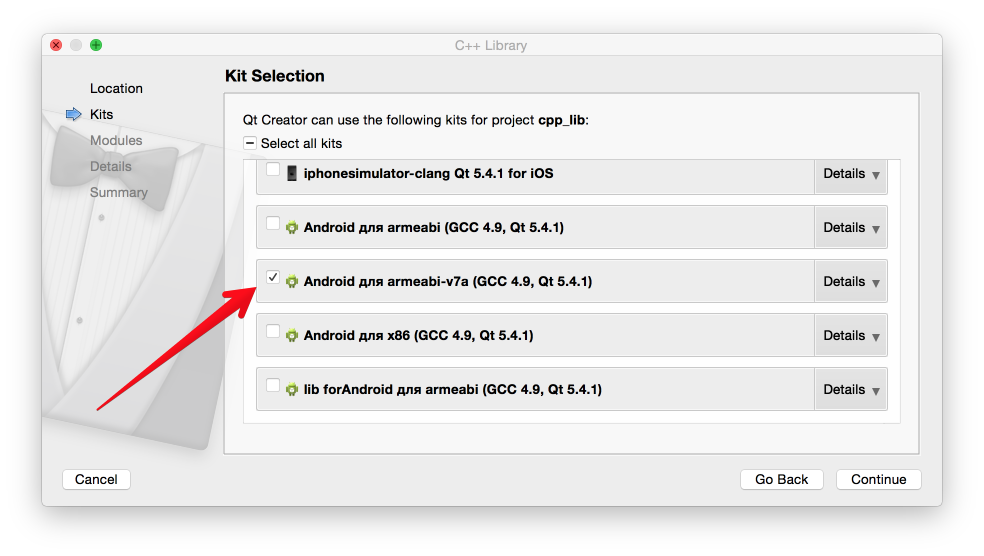 C++ Library
Location
Kits
Modules
Details
Summary
Kit Selection
Qt Creator can use the following kits for project cpp_lib:
Select all kits
iphonesimulator-clang Qt 5.4.1 for iOS
Details
Android для armeabi (GCC 4.9, Qt 5.4.1)
Details
Android для armeabi-v7a (GCC 4.9, Qt 5.4.1)
Details
Android для x86 (GCC 4.9, Qt 5.4.1)
Details
lib forAndroid для armeabi (GCC 4.9, Qt 5.4.1)
Details
Cancel
Go Back
Continue